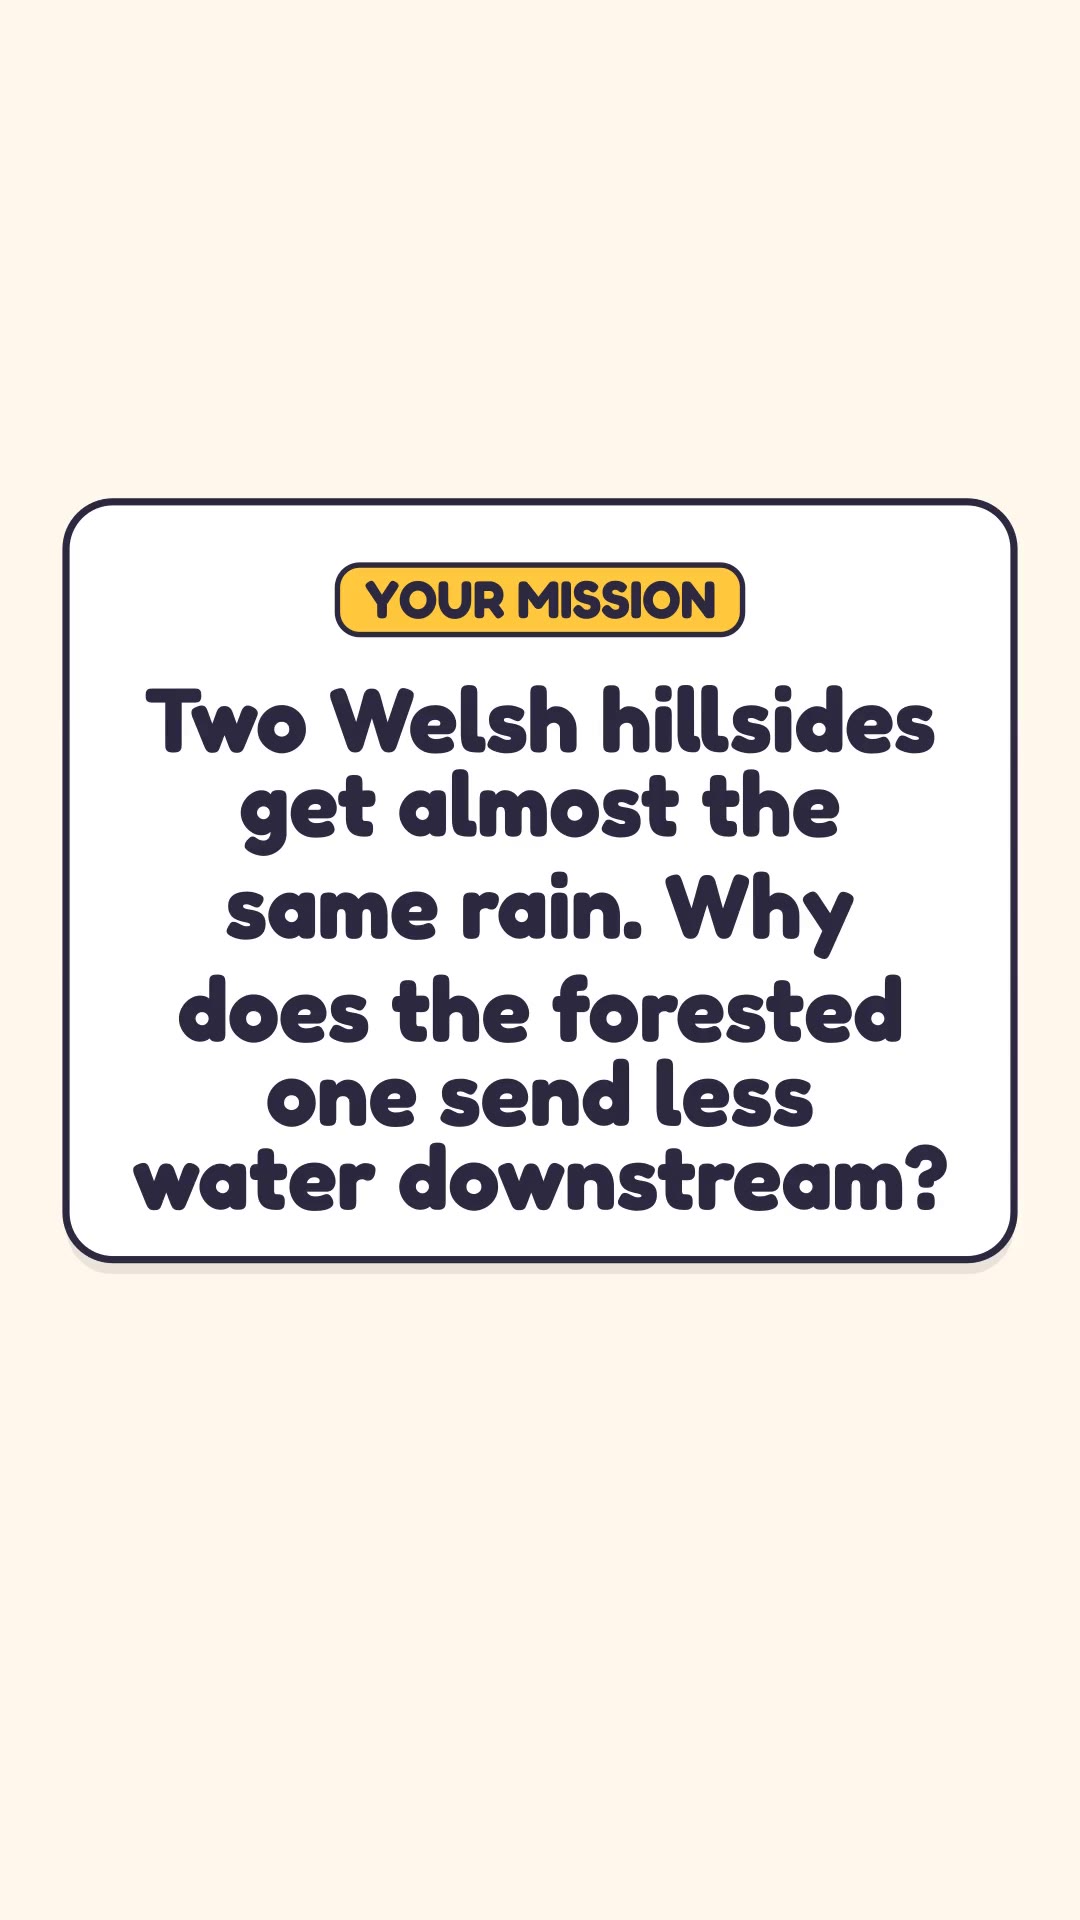 YOUR MISSION
Two Welsh hillsides
get almost the
same rain. Why
does the forested
one send less
water downstream?